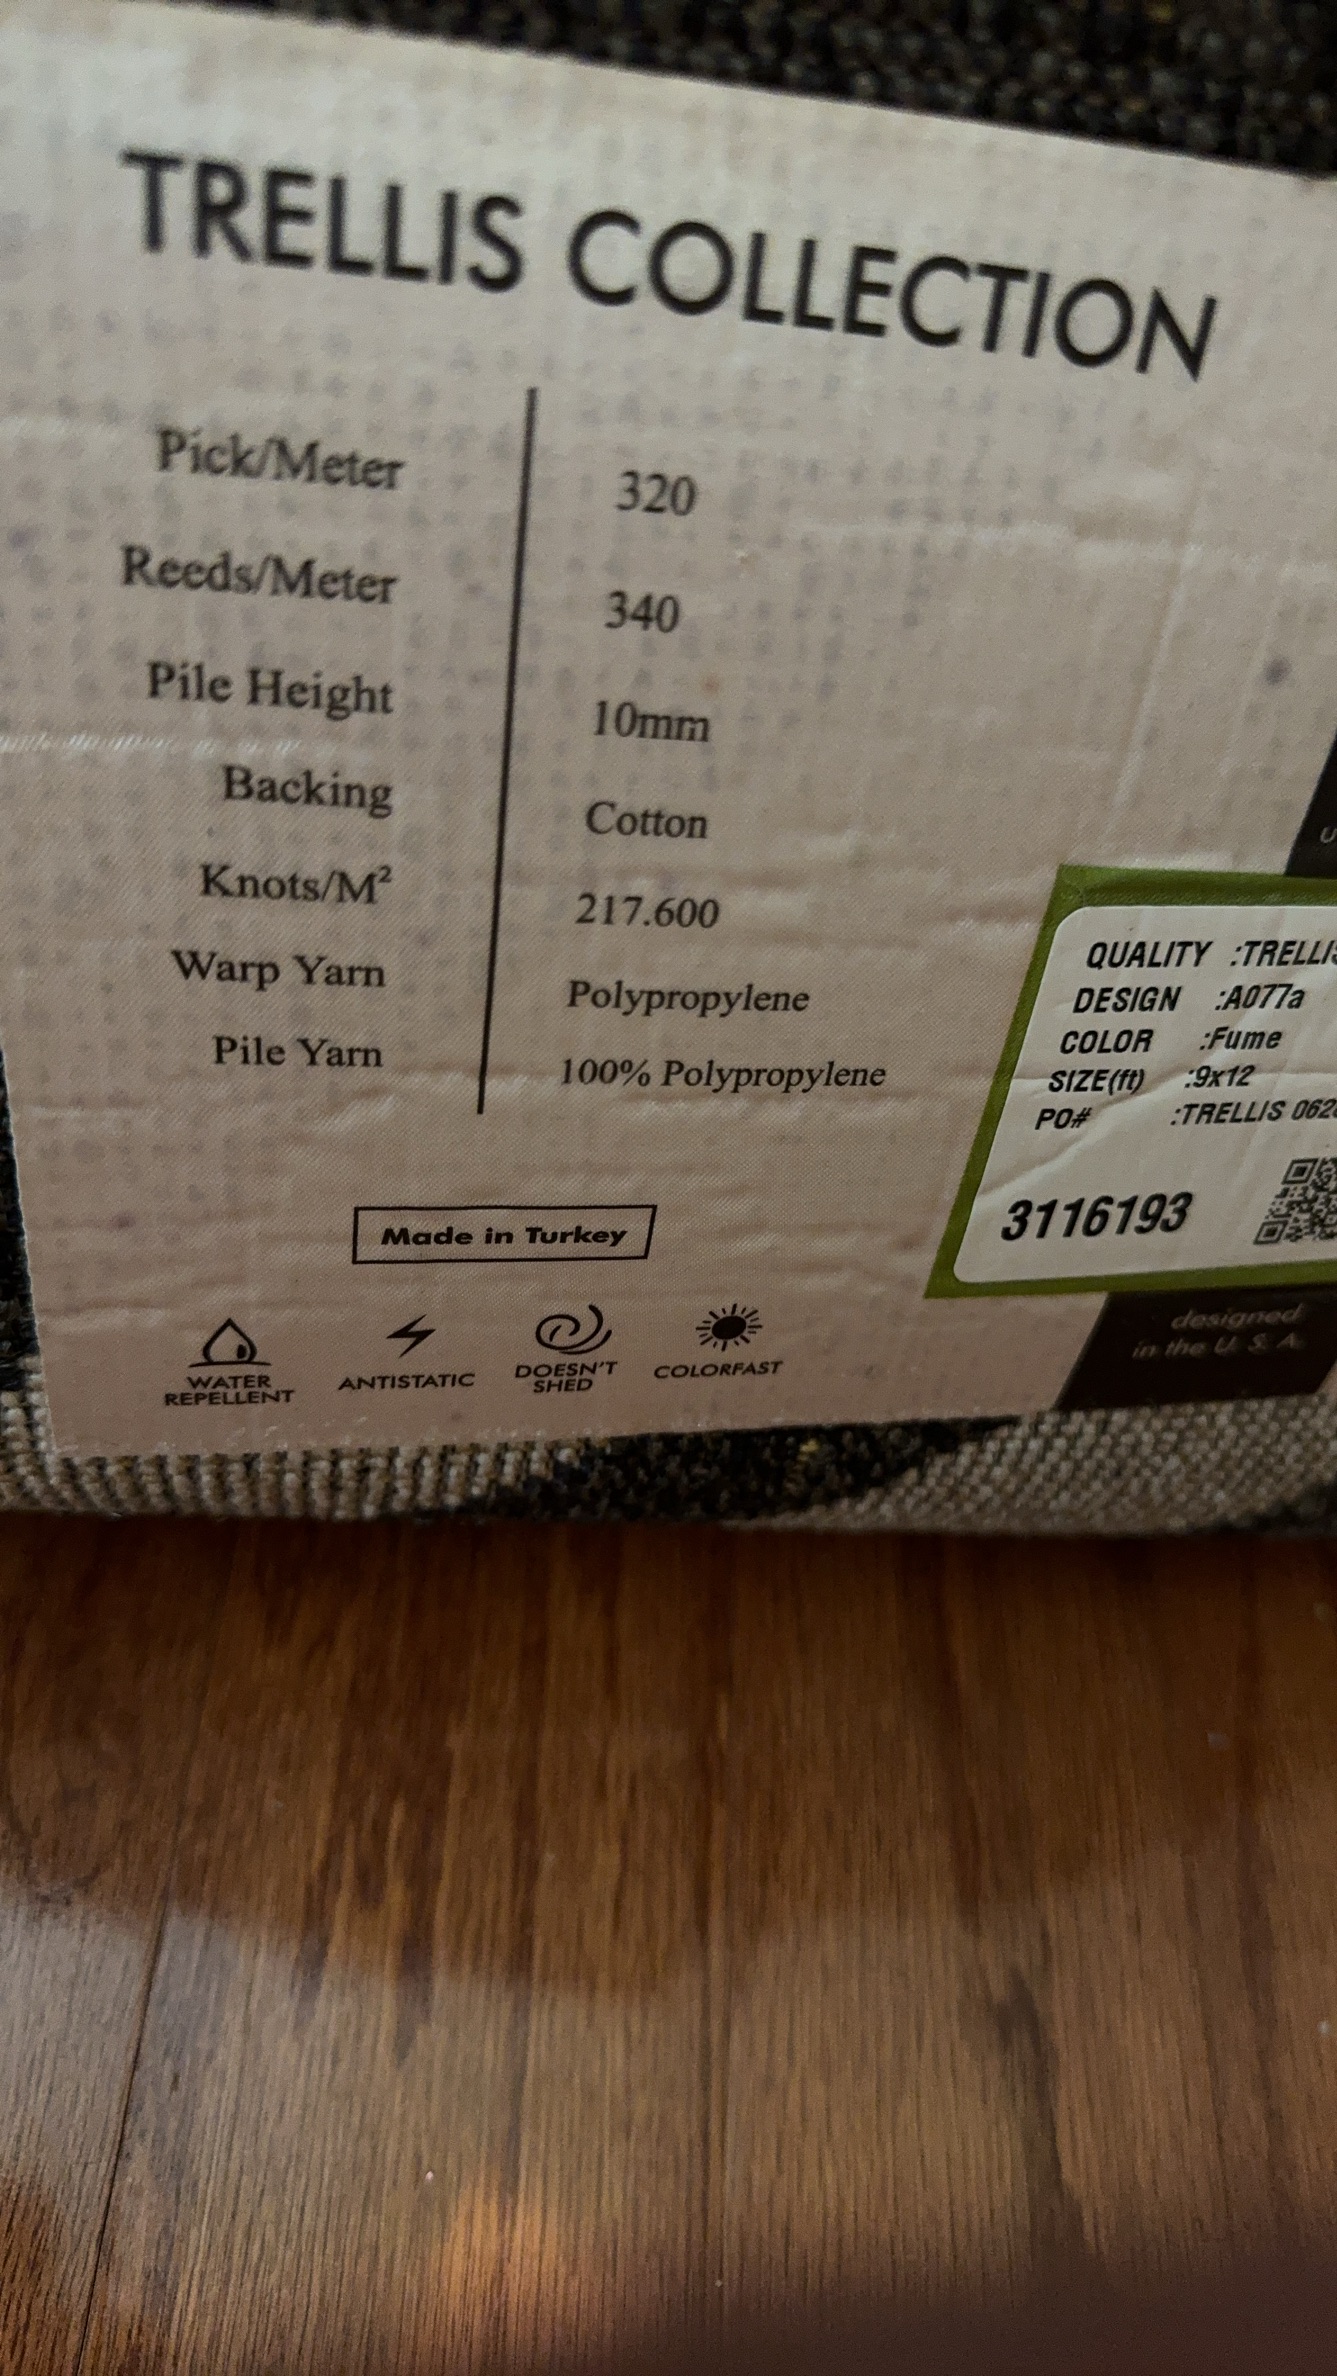 TRELLIS COLLECTION
Pick/Meter 320
Reeds/Meter 340
Pile Height 10mm
Backing Cotton
Knots/M² 217.600
Warp Yarn Polypropylene
Pile Yarn 100% Polypropylene
Made in Turkey
WATER
REPELLENT
ANTISTATIC
DOESN'T
SHED
COLORFAST
QUALITY :TRELLIS
DESIGN :A077a
COLOR :Fume
SIZE(ft) :9x12
PO# :TRELLIS 062
3116193
designed
in the U. S. A.